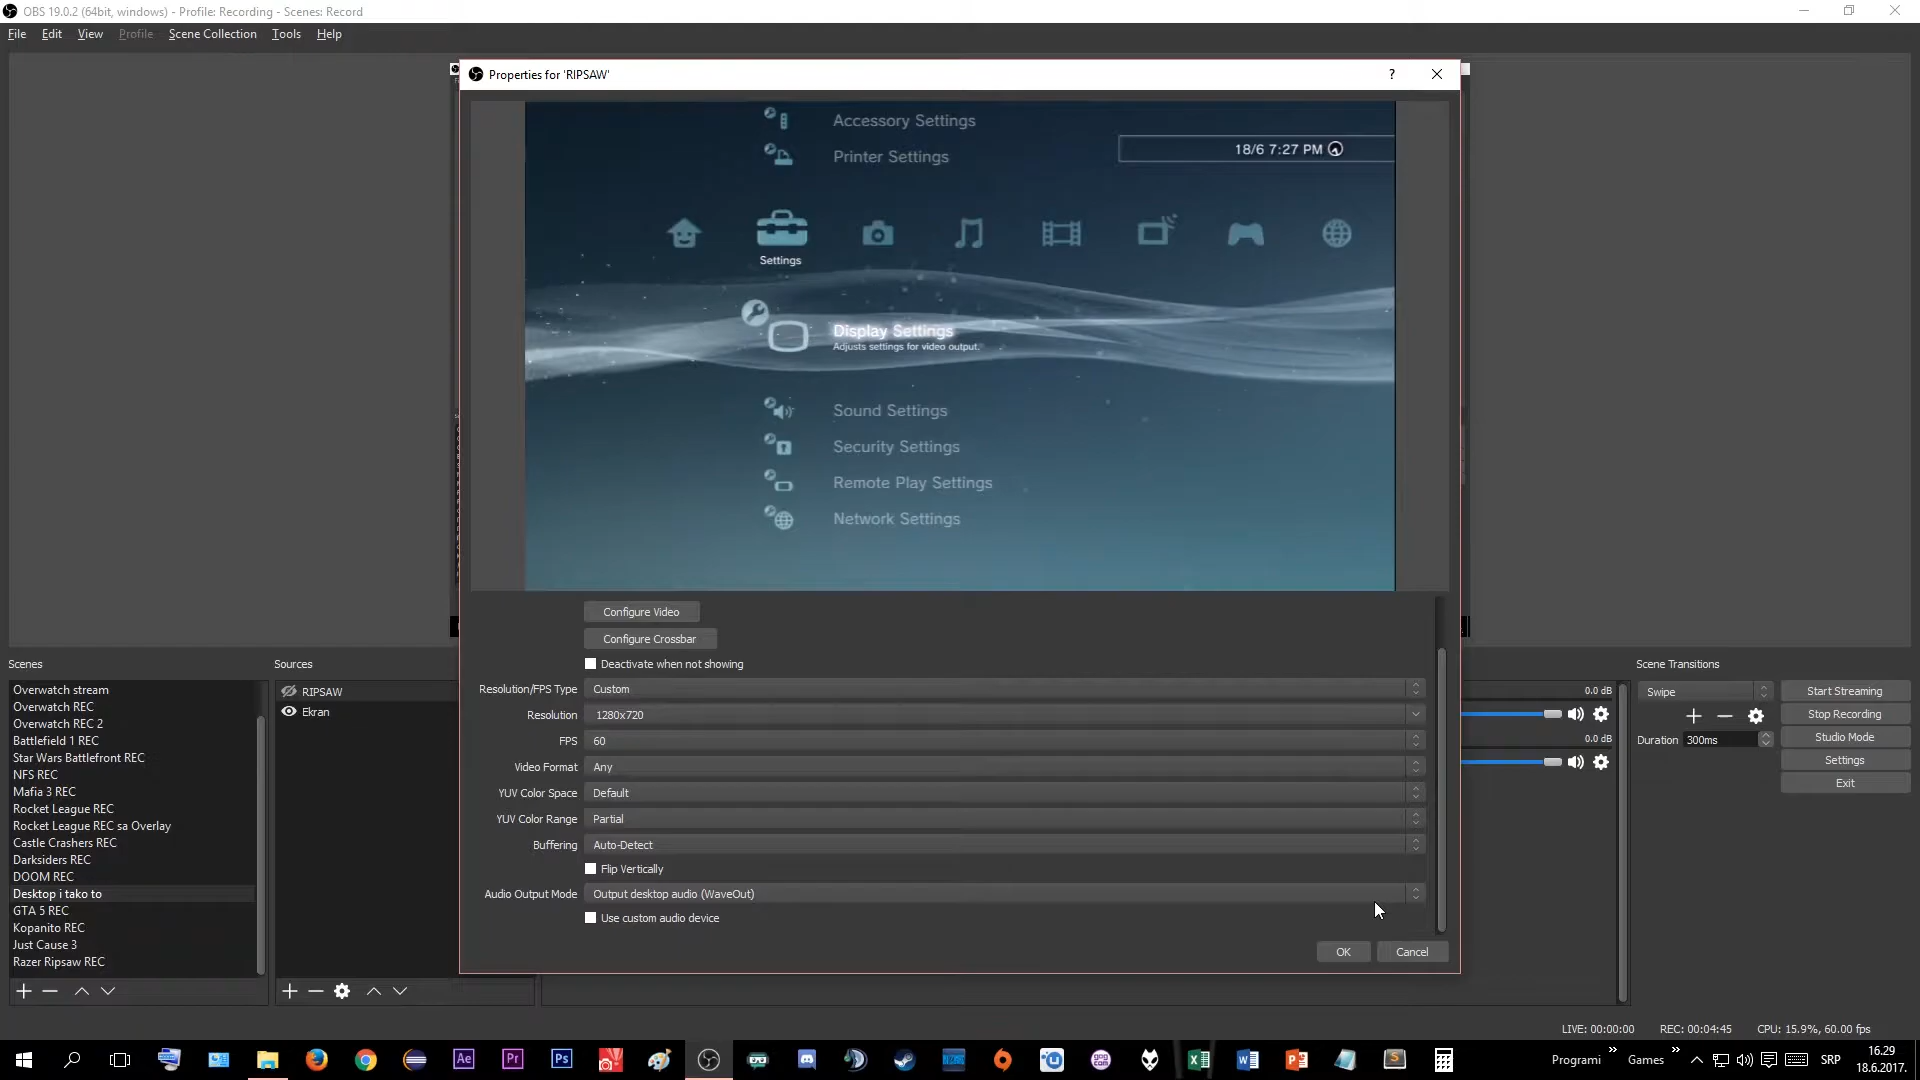 OBS 19.0.2 (64bit, windows) - Profile: Recording - Scenes: Record
File Edit View Profile Scene Collection Tools Help
Properties for 'RIPSAW'
?
Accessory Settings
Printer Settings
18/6 7:27 PM
Settings
Display Settings
Adjusts settings for video output.
Sound Settings
Security Settings
Remote Play Settings
Network Settings
Configure Video
Configure Crossbar
Deactivate when not showing
Resolution/FPS Type Custom
Resolution 1280x720
FPS 60
Video Format Any
YUV Color Space Default
YUV Color Range Partial
Buffering Auto-Detect
Flip Vertically
Audio Output Mode Output desktop audio (WaveOut)
Use custom audio device
OK Cancel
Scenes
Overwatch stream
Overwatch REC
Overwatch REC 2
Battlefield 1 REC
Star Wars Battlefront REC
NFS REC
Mafia 3 REC
Rocket League REC
Rocket League REC sa Overlay
Castle Crashers REC
Darksiders REC
DOOM REC
Desktop i tako to
GTA 5 REC
Kopanito REC
Just Cause 3
Razer Ripsaw REC
Sources
RIPSAW
Ekran
0.0 dB
0.0 dB
Scene Transitions
Swipe
Duration 300ms
Start Streaming
Stop Recording
Studio Mode
Settings
Exit
LIVE: 00:00:00 REC: 00:04:45 CPU: 15.9%, 60.00 fps
Ae Pr Ps
Programi » Games » SRP
16.29
18.6.2017.